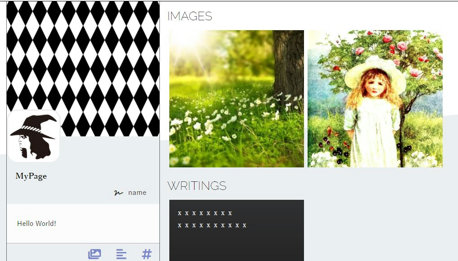 IMAGES
MyPage
name
Hello World!
WRITINGS
x x x x x x x x
x x x x x x x x x x